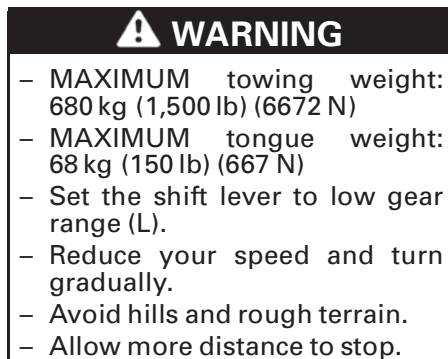 WARNING
– MAXIMUM towing weight:
680 kg (1,500 lb) (6672 N)
– MAXIMUM tongue weight:
68 kg (150 lb) (667 N)
– Set the shift lever to low gear
range (L).
– Reduce your speed and turn
gradually.
– Avoid hills and rough terrain.
– Allow more distance to stop.